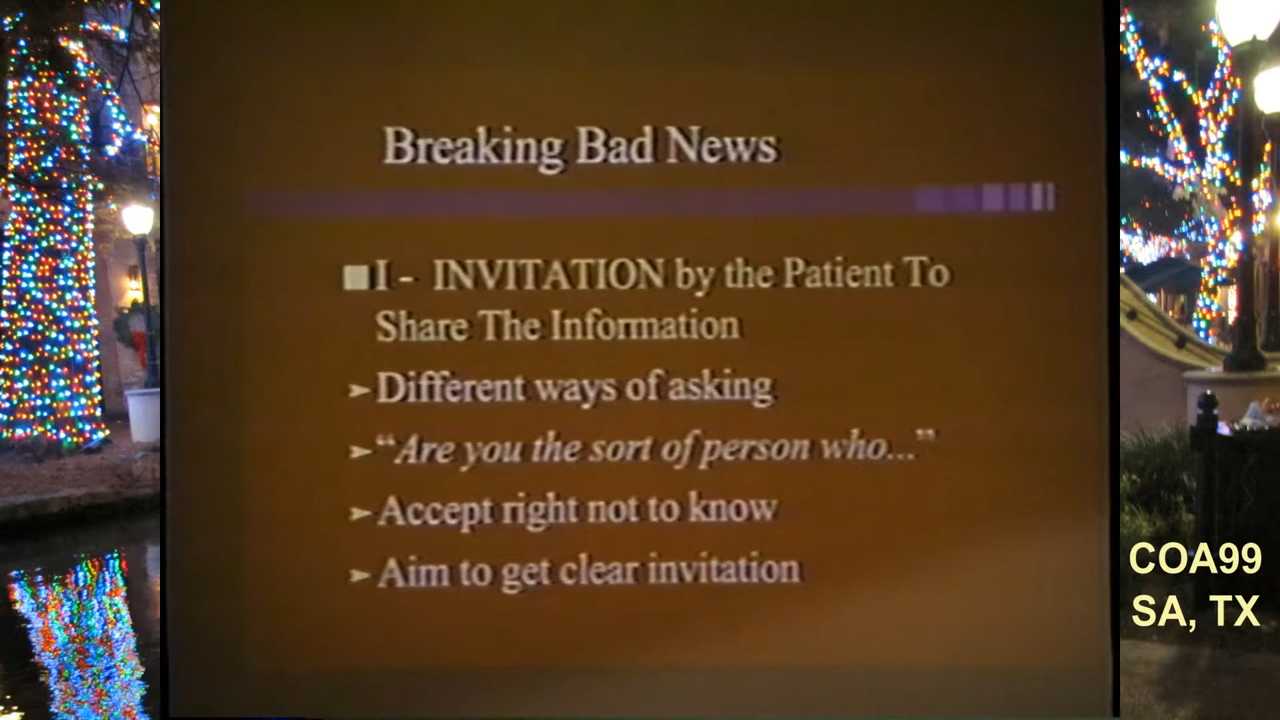 Breaking Bad News
I - INVITATION by the Patient To
Share The Information
Different ways of asking
“Are you the sort of person who...”
Accept right not to know
Aim to get clear invitation
COA99
SA, TX